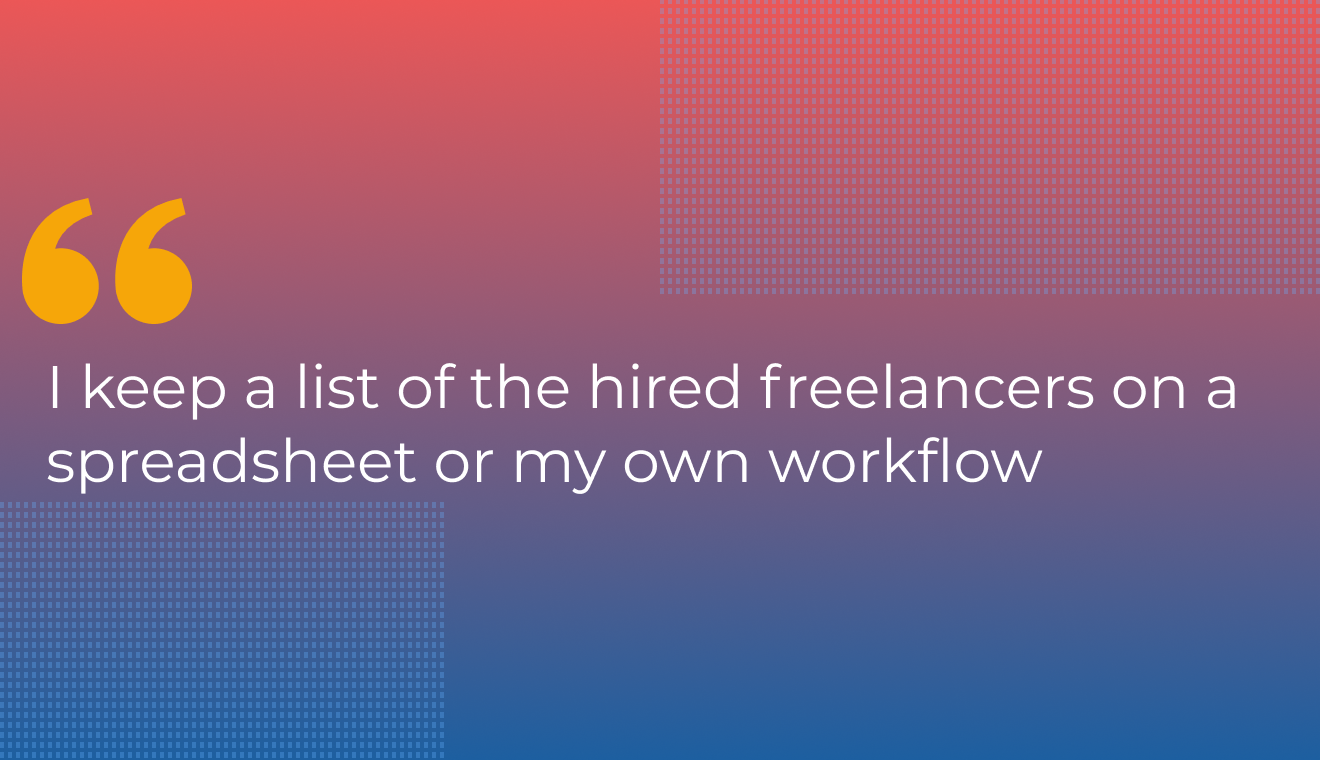 “
I keep a list of the hired freelancers on a
spreadsheet or my own workflow